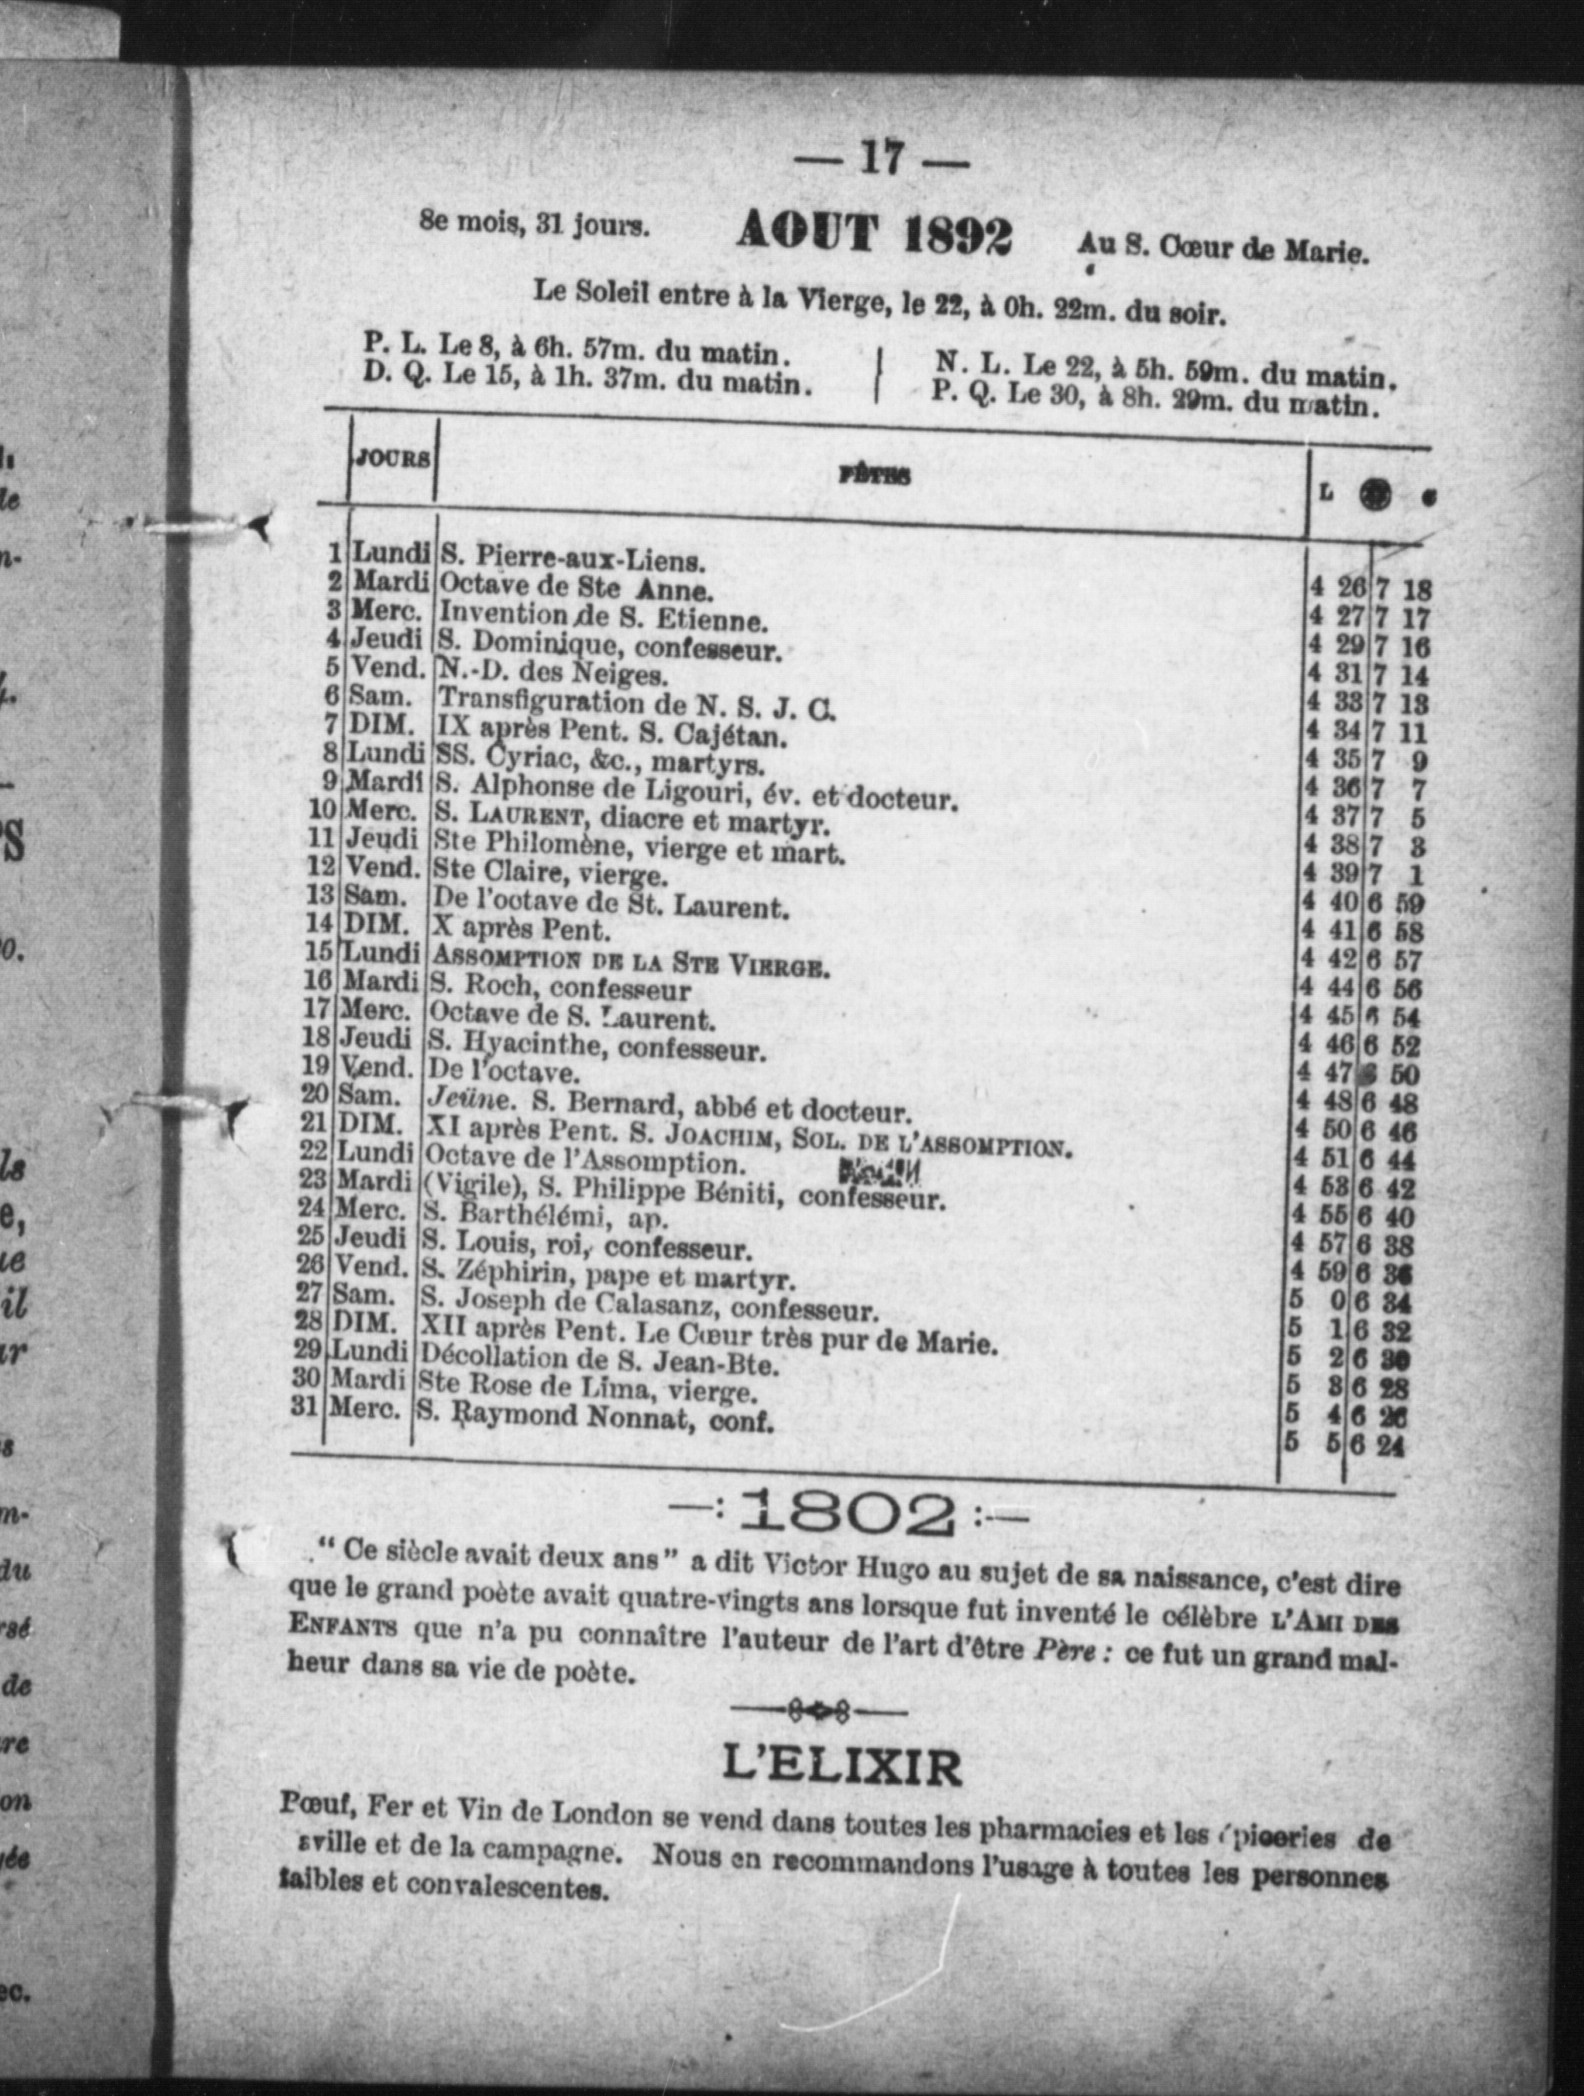 — 17 —
8e mois, 31 jours. AOUT 1892 Au S. Cœur de Marie.
Le Soleil entre à la Vierge, le 22, à 0h. 22m. du soir.
P. L. Le 8, à 6h. 57m. du matin. N. L. Le 22, à 5h. 59m. du matin.
D. Q. Le 15, à 1h. 37m. du matin. P. Q. Le 30, à 8h. 29m. du matin.
JOURS FÊTES L
1 Lundi S. Pierre-aux-Liens. 4 26 7 18
2 Mardi Octave de Ste Anne. 4 27 7 17
3 Merc. Invention de S. Etienne. 4 29 7 16
4 Jeudi S. Dominique, confesseur. 4 31 7 14
5 Vend. N.-D. des Neiges. 4 33 7 13
6 Sam. Transfiguration de N. S. J. C. 4 34 7 11
7 DIM. IX après Pent. S. Cajétan. 4 35 7 9
8 Lundi SS. Cyriac, &c., martyrs. 4 36 7 7
9 Mardi S. Alphonse de Ligouri, év. et docteur. 4 37 7 5
10 Merc. S. LAURENT, diacre et martyr. 4 38 7 3
11 Jeudi Ste Philomène, vierge et mart. 4 39 7 1
12 Vend. Ste Claire, vierge. 4 40 6 59
13 Sam. De l'octave de St. Laurent. 4 41 6 58
14 DIM. X après Pent. 4 42 6 57
15 Lundi ASSOMPTION DE LA STE VIERGE. 4 44 6 56
16 Mardi S. Roch, confesseur 4 45 6 54
17 Merc. Octave de S. Laurent. 4 46 6 52
18 Jeudi S. Hyacinthe, confesseur. 4 47 6 50
19 Vend. De l'octave. 4 48 6 48
20 Sam. Jeüne. S. Bernard, abbé et docteur. 4 50 6 46
21 DIM. XI après Pent. S. JOACHIM, SOL. DE L'ASSOMPTION. 4 51 6 44
22 Lundi Octave de l'Assomption. 4 53 6 42
23 Mardi (Vigile), S. Philippe Béniti, confesseur. 4 55 6 40
24 Merc. S. Barthélémi, ap. 4 57 6 38
25 Jeudi S. Louis, roi, confesseur. 4 59 6 36
26 Vend. S. Zéphirin, pape et martyr. 5 0 6 34
27 Sam. S. Joseph de Calasanz, confesseur. 5 1 6 32
28 DIM. XII après Pent. Le Cœur très pur de Marie. 5 2 6 30
29 Lundi Décollation de S. Jean-Bte. 5 3 6 28
30 Mardi Ste Rose de Lima, vierge. 5 4 6 26
31 Merc. S. Raymond Nonnat, conf. 5 5 6 24
—: 1802 :—
“ Ce siècle avait deux ans ” a dit Victor Hugo au sujet de sa naissance, c'est dire
que le grand poète avait quatre-vingts ans lorsque fut inventé le célèbre L'AMI DES
ENFANTS que n'a pu connaître l'auteur de l'art d'être Père : ce fut un grand mal-
heur dans sa vie de poète.
L'ELIXIR
Pœuf, Fer et Vin de London se vend dans toutes les pharmacies et les épiceries de
sville et de la campagne. Nous en recommandons l'usage à toutes les personnes
faibles et convalescentes.